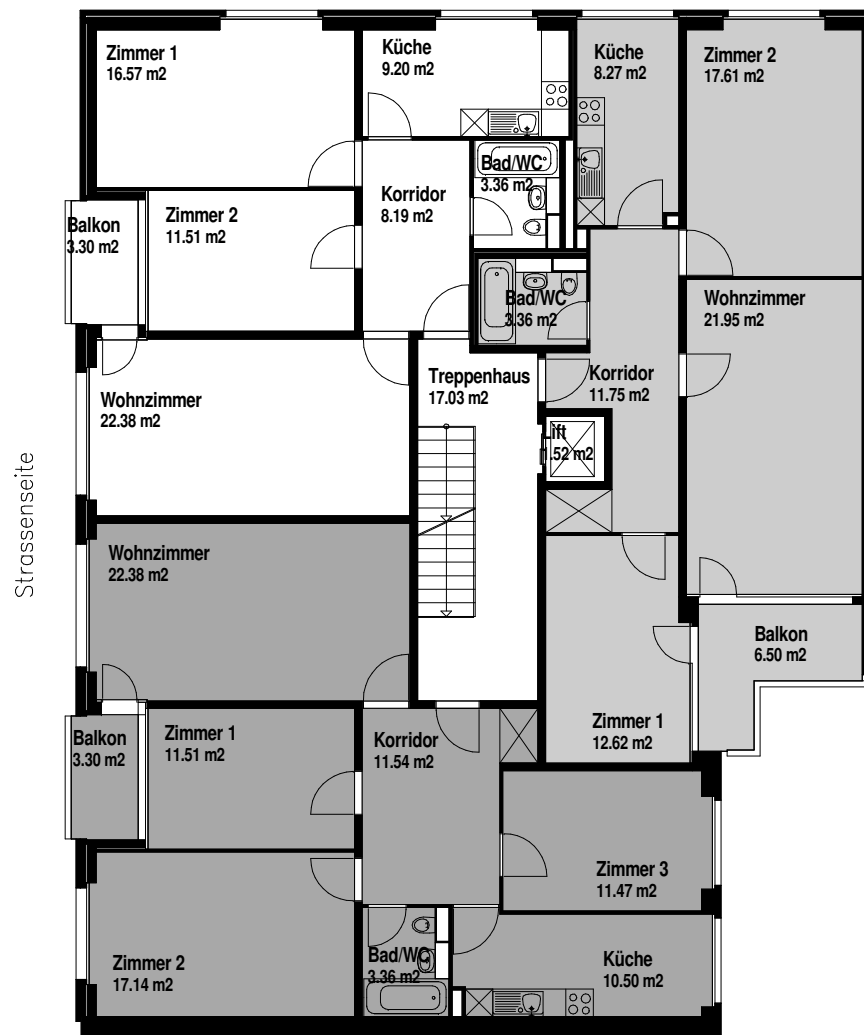 Zimmer 1
16.57 m2
Küche
9.20 m2
Küche
8.27 m2
Zimmer 2
17.61 m2
Bad/WC
3.36 m2
Korridor
8.19 m2
Zimmer 2
11.51 m2
Balkon
3.30 m2
Bad/WC
3.36 m2
Wohnzimmer
21.95 m2
Treppenhaus
17.03 m2
Korridor
11.75 m2
Wohnzimmer
22.38 m2
Lift
.52 m2
Strassenseite
Wohnzimmer
22.38 m2
Balkon
6.50 m2
Zimmer 1
12.62 m2
Balkon
3.30 m2
Zimmer 1
11.51 m2
Korridor
11.54 m2
Zimmer 3
11.47 m2
Zimmer 2
17.14 m2
Bad/WC
3.36 m2
Küche
10.50 m2